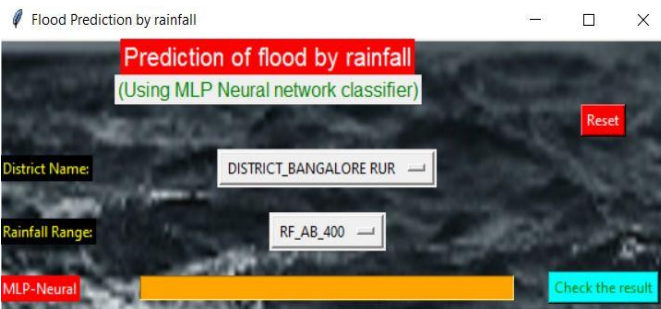 Flood Prediction by rainfall
Prediction of flood by rainfall
(Using MLP Neural network classifier)
Reset
District Name:
DISTRICT_BANGALORE RUR
Rainfall Range:
RF_AB_400
MLP-Neural
Check the result